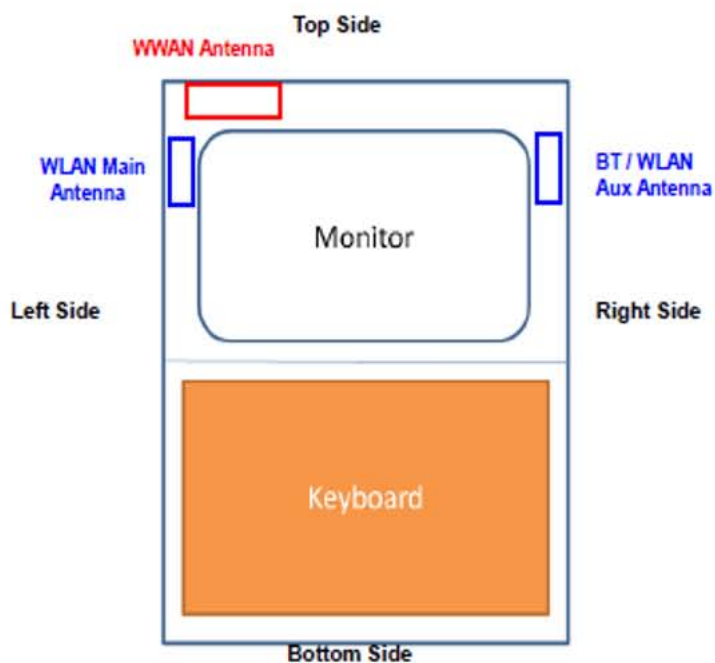 Top Side
WWAN Antenna
WLAN Main
Antenna
BT / WLAN
Aux Antenna
Monitor
Left Side
Right Side
Keyboard
Bottom Side